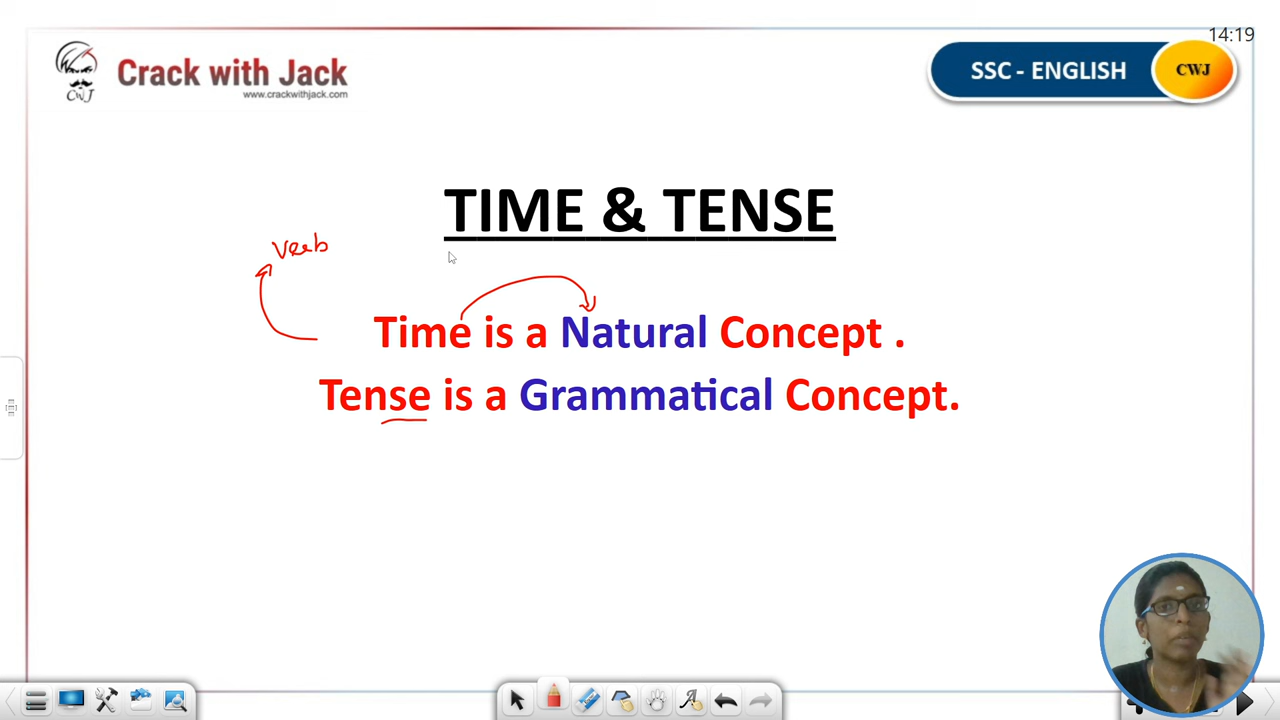 14:19
Crack with Jack
www.crackwithjack.com
CWJ
SSC - ENGLISH
CWJ
TIME & TENSE
Verb
Time is a Natural Concept .
Tense is a Grammatical Concept.